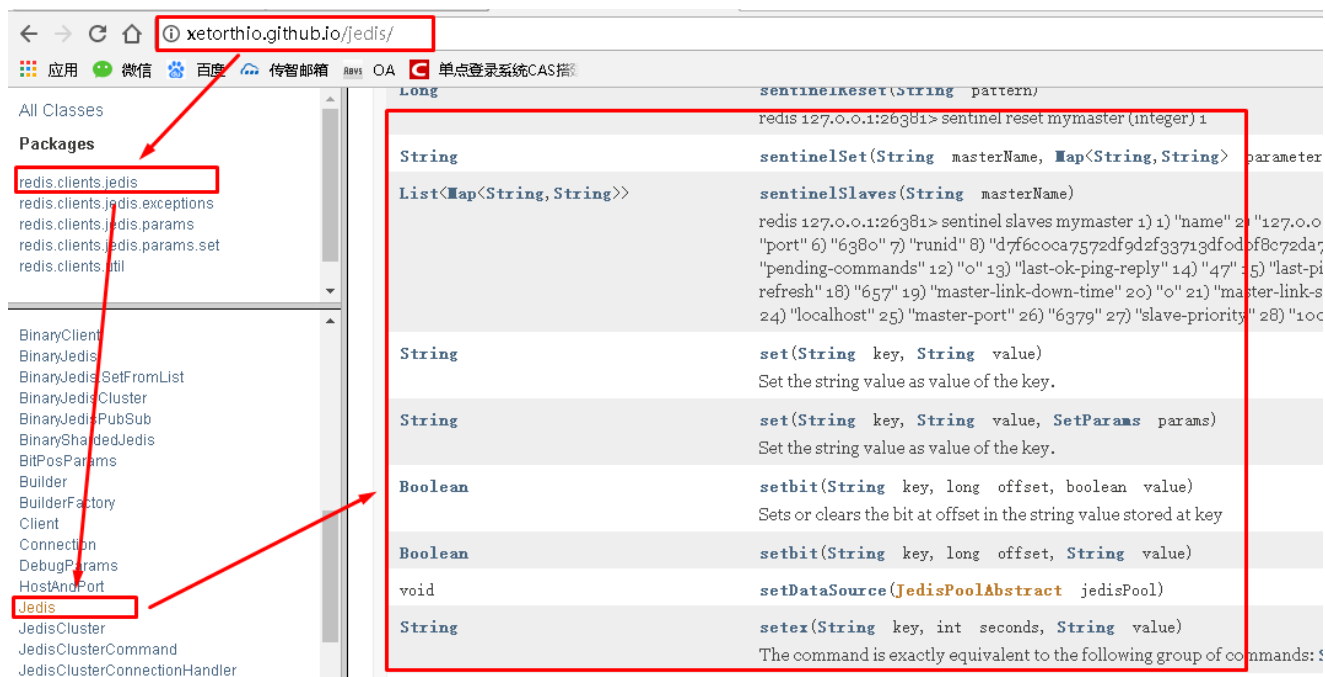 xetorthio.github.io/jedis/
应用 微信 百度 传智邮箱 OA 单点登录系统CAS搭
All Classes
Packages
redis.clients.jedis
redis.clients.jedis.exceptions
redis.clients.jedis.params
redis.clients.jedis.params.set
redis.clients.util
BinaryClient
BinaryJedis
BinaryJedis.SetFromList
BinaryJedisCluster
BinaryJedisPubSub
BinaryShardedJedis
BitPosParams
Builder
BuilderFactory
Client
Connection
DebugParams
HostAndPort
Jedis
JedisCluster
JedisClusterCommand
JedisClusterConnectionHandler
Long sentinelReset(String pattern)
redis 127.0.0.1:26381> sentinel reset mymaster (integer) 1
String sentinelSet(String masterName, Map<String,String> parameter
List<Map<String,String>> sentinelSlaves(String masterName)
redis 127.0.0.1:26381> sentinel slaves mymaster 1) 1) "name" 2) "127.0.0
"port" 6) "6380" 7) "runid" 8)
"pending-commands" 12) "0" 13) "last-ok-ping-reply" 14) "47" 15) "last-pi
refresh" 18) "657" 19) "master-link-down-time" 20) "0" 21) "master-link-s
24) "localhost" 25) "master-port" 26) "6379" 27) "slave-priority" 28) "100
String set(String key, String value)
Set the string value as value of the key.
String set(String key, String value, SetParams params)
Set the string value as value of the key.
Boolean setbit(String key, long offset, boolean value)
Sets or clears the bit at offset in the string value stored at key
Boolean setbit(String key, long offset, String value)
void setDataSource(JedisPoolAbstract jedisPool)
String setex(String key, int seconds, String value)
The command is exactly equivalent to the following group of commands: